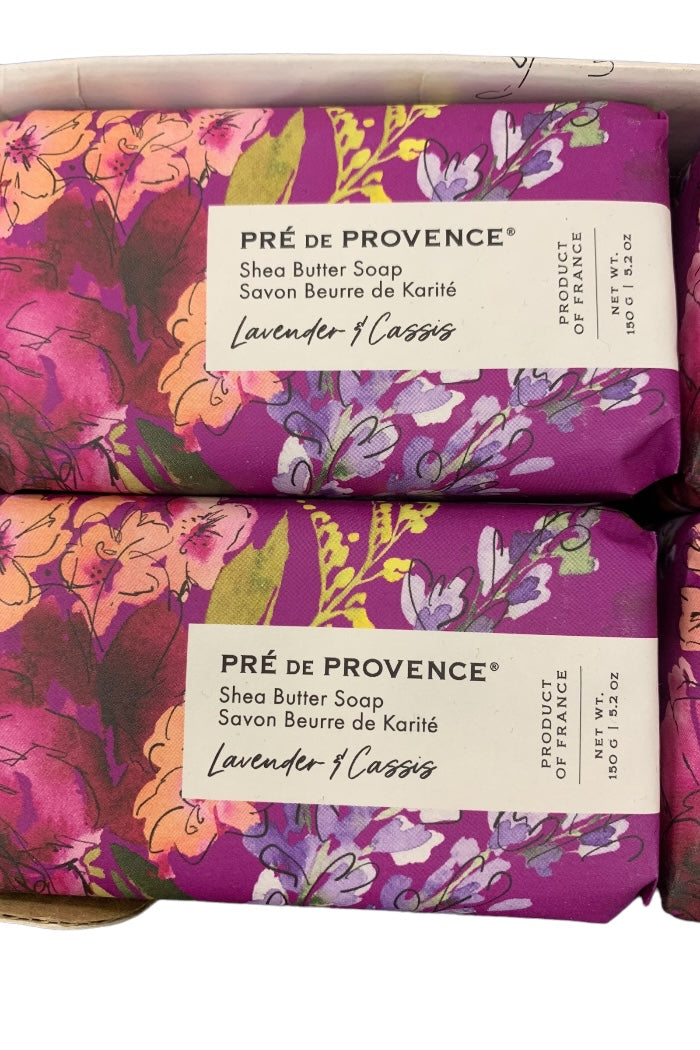 PRÉ DE PROVENCE®
Shea Butter Soap
Savon Beurre de Karité
Lavender & Cassis
PRODUCT
OF FRANCE
NET WT.
150 G | 5.2 OZ
PRÉ DE PROVENCE®
Shea Butter Soap
Savon Beurre de Karité
Lavender & Cassis
PRODUCT
OF FRANCE
NET WT.
150 G | 5.2 OZ